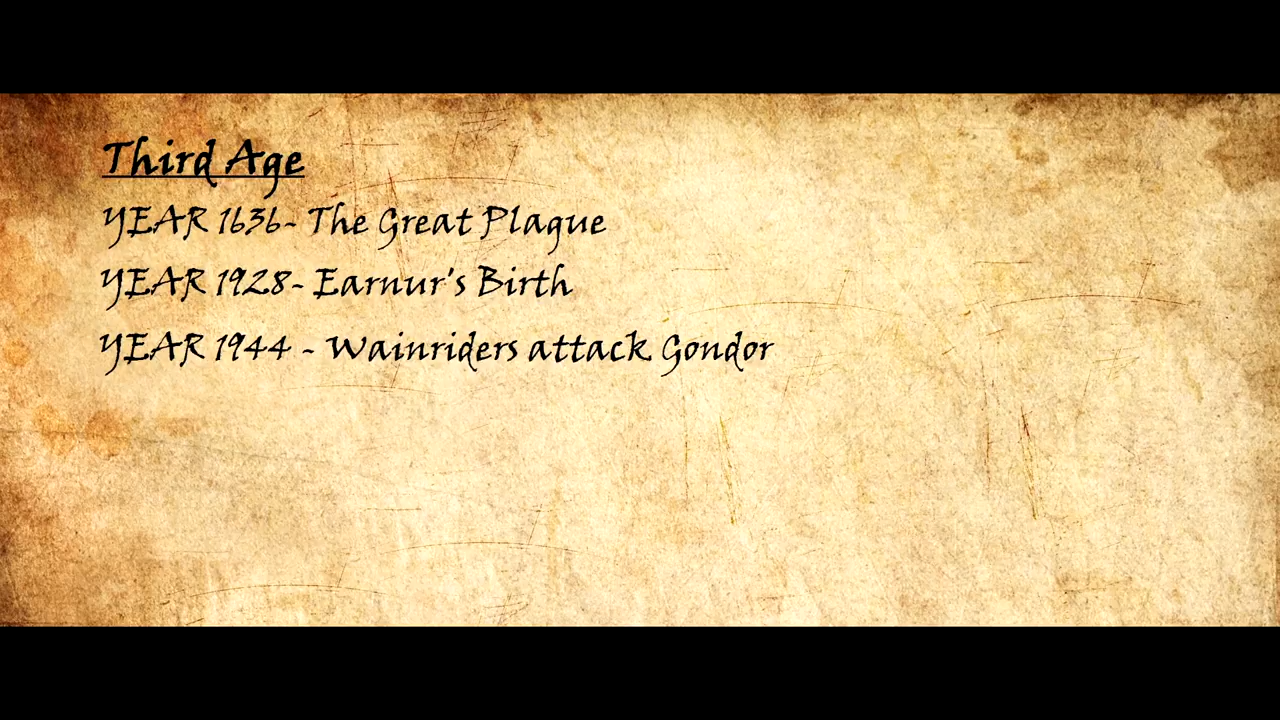 Third Age
YEAR 1636- The Great Plague
YEAR 1928- Earnur's Birth
YEAR 1944 - Wainriders attack Gondor